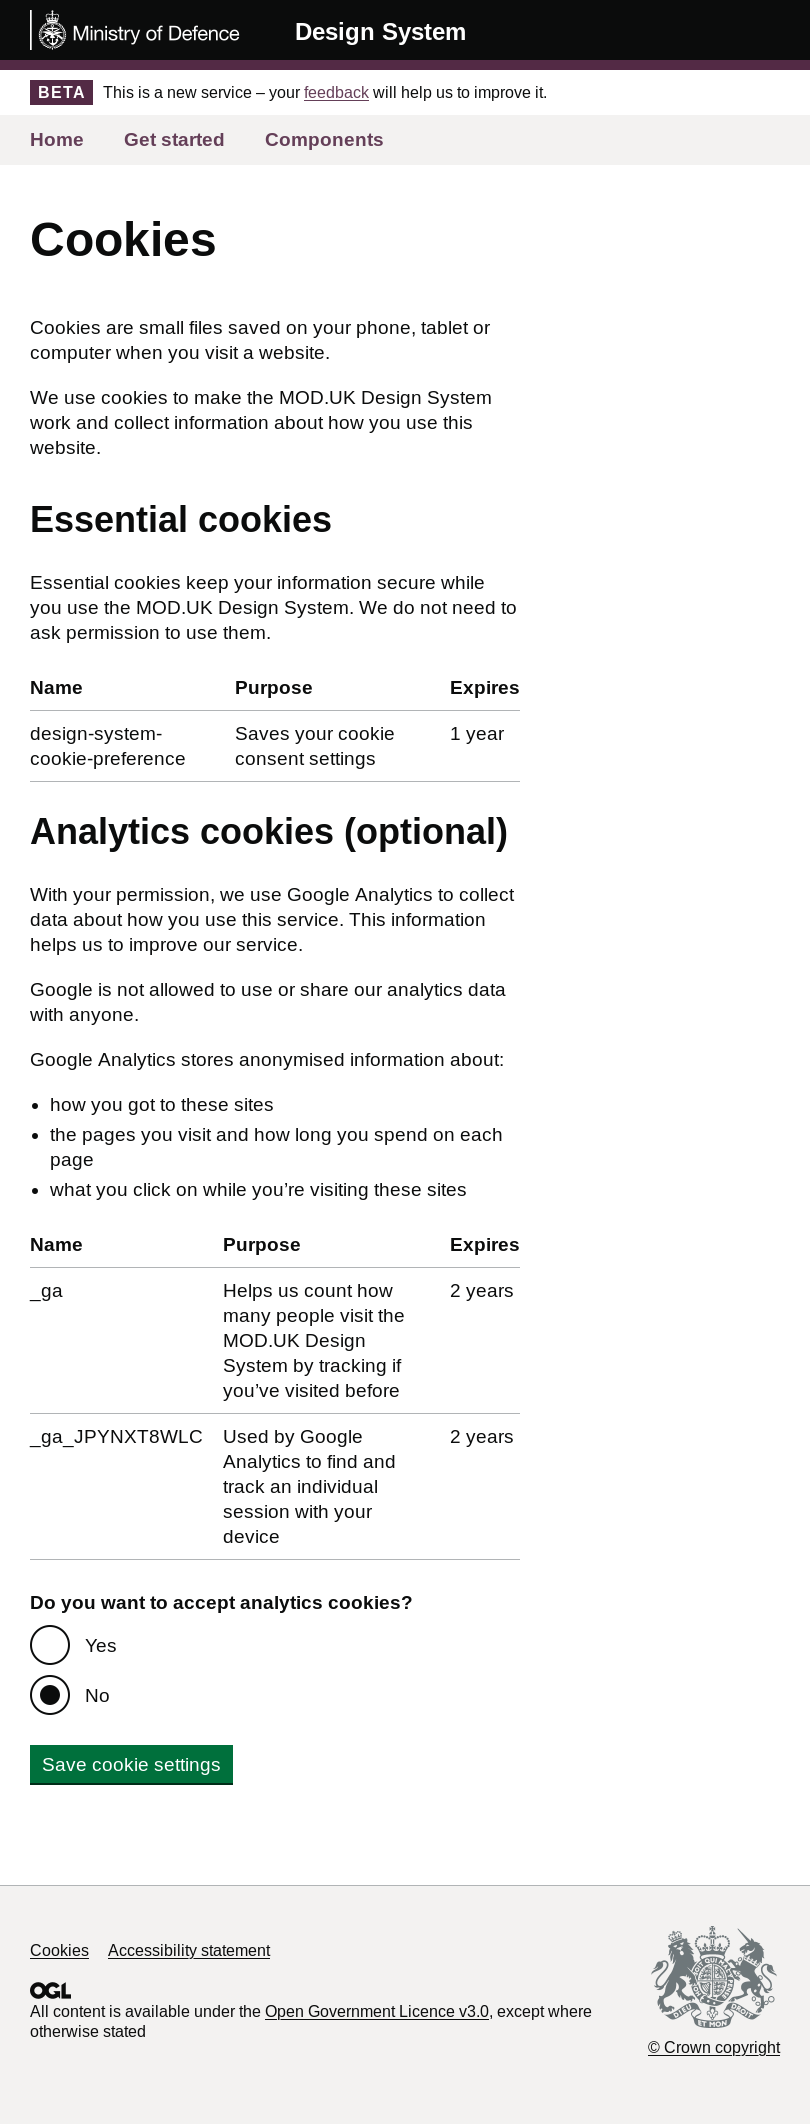 Ministry of Defence
Design System
BETA This is a new service – your feedback will help us to improve it.
Home Get started Components
Cookies
Cookies are small files saved on your phone, tablet or
computer when you visit a website.
We use cookies to make the MOD.UK Design System
work and collect information about how you use this
website.
Essential cookies
Essential cookies keep your information secure while
you use the MOD.UK Design System. We do not need to
ask permission to use them.
Name Purpose Expires
design-system- Saves your cookie 1 year
cookie-preference consent settings
Analytics cookies (optional)
With your permission, we use Google Analytics to collect
data about how you use this service. This information
helps us to improve our service.
Google is not allowed to use or share our analytics data
with anyone.
Google Analytics stores anonymised information about:
• how you got to these sites
• the pages you visit and how long you spend on each
page
• what you click on while you’re visiting these sites
Name Purpose Expires
_ga Helps us count how 2 years
many people visit the
MOD.UK Design
System by tracking if
you’ve visited before
_ga_JPYNXT8WLC Used by Google 2 years
Analytics to find and
track an individual
session with your
device
Do you want to accept analytics cookies?
Yes
No
Save cookie settings
Cookies Accessibility statement
OGL
All content is available under the Open Government Licence v3.0, except where
otherwise stated
DIEU ET MON DROIT
© Crown copyright